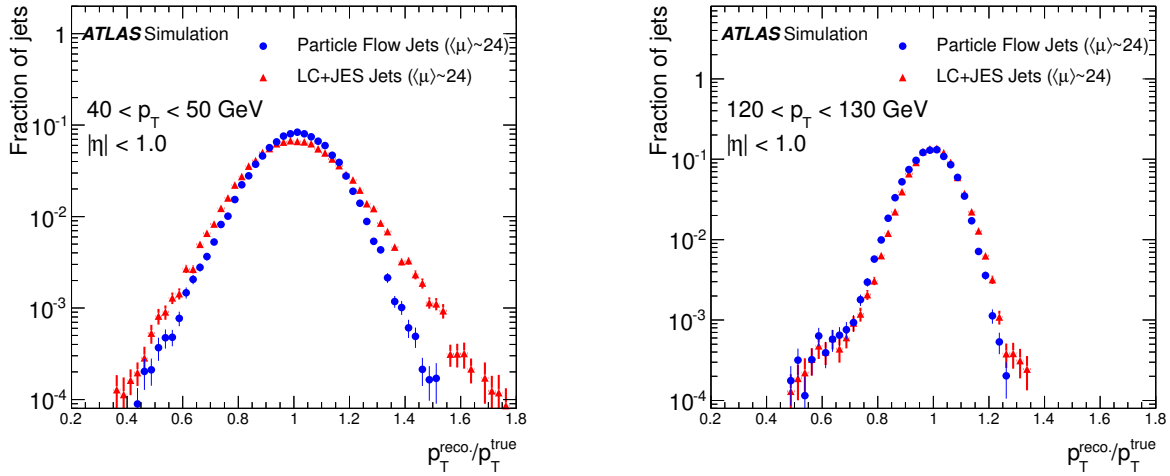 Fraction of jets
1
10⁻¹
10⁻²
10⁻³
10⁻⁴
ATLAS Simulation
Particle Flow Jets (⟨μ⟩~24)
LC+JES Jets (⟨μ⟩~24)
40 < p_T < 50 GeV
|η| < 1.0
0.2 0.4 0.6 0.8 1 1.2 1.4 1.6 1.8
p_T^reco./p_T^true
Fraction of jets
1
10⁻¹
10⁻²
10⁻³
10⁻⁴
ATLAS Simulation
Particle Flow Jets (⟨μ⟩~24)
LC+JES Jets (⟨μ⟩~24)
120 < p_T < 130 GeV
|η| < 1.0
0.2 0.4 0.6 0.8 1 1.2 1.4 1.6 1.8
p_T^reco./p_T^true